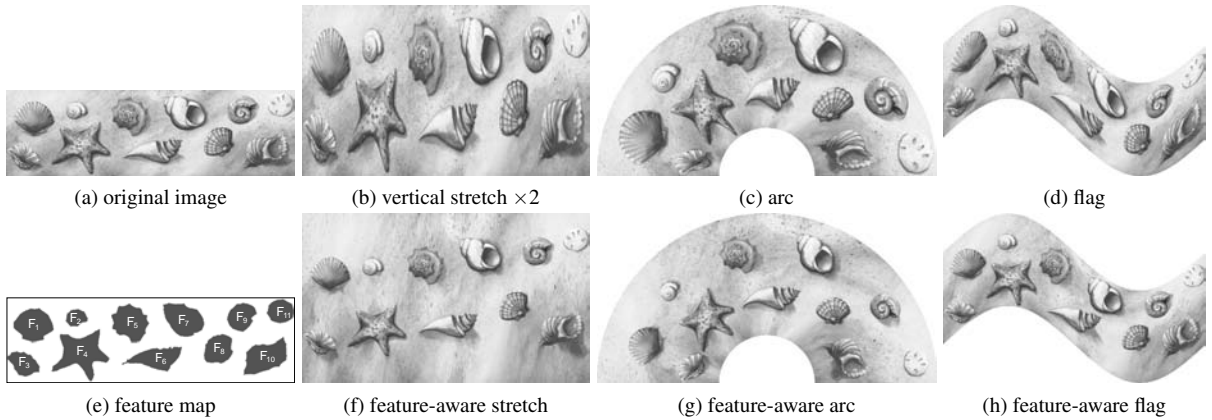 (a) original image
(b) vertical stretch ×2
(c) arc
(d) flag
F1
F2
F3
F4
F5
F6
F7
F8
F9
F10
F11
(e) feature map
(f) feature-aware stretch
(g) feature-aware arc
(h) feature-aware flag